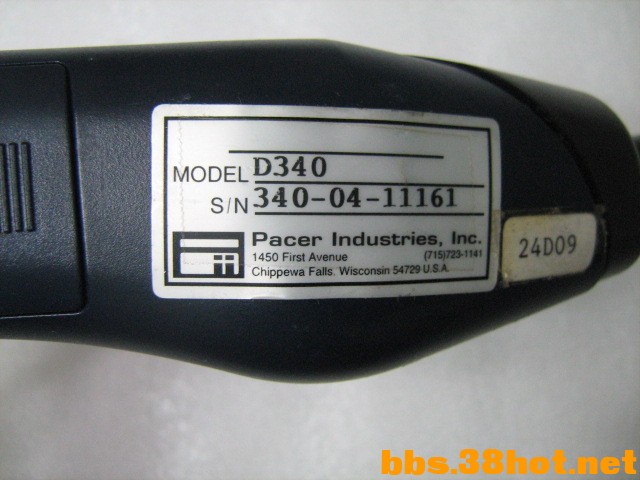 MODEL D340
S/N 340-04-11161
Pacer Industries, Inc.
1450 First Avenue (715)723-1141
Chippewa Falls, Wisconsin 54729 U.S.A.
24D09
bbs.38hot.net